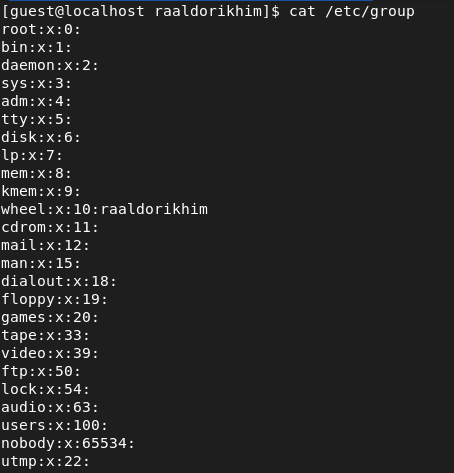 [guest@localhost raaldorikhim]$ cat /etc/group
root:x:0:
bin:x:1:
daemon:x:2:
sys:x:3:
adm:x:4:
tty:x:5:
disk:x:6:
lp:x:7:
mem:x:8:
kmem:x:9:
wheel:x:10:raaldorikhim
cdrom:x:11:
mail:x:12:
man:x:15:
dialout:x:18:
floppy:x:19:
games:x:20:
tape:x:33:
video:x:39:
ftp:x:50:
lock:x:54:
audio:x:63:
users:x:100:
nobody:x:65534:
utmp:x:22: